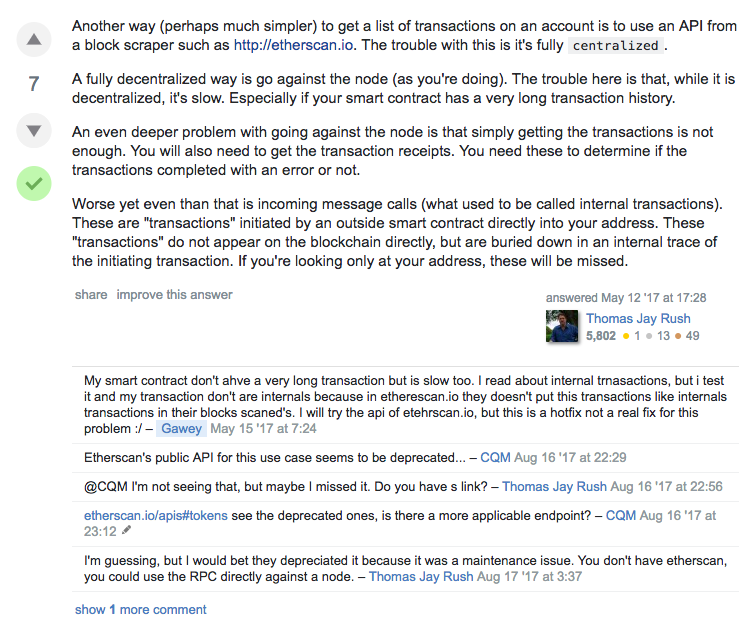 Another way (perhaps much simpler) to get a list of transactions on an account is to use an API from
a block scraper such as http://etherscan.io. The trouble with this is it's fully centralized.
7
A fully decentralized way is go against the node (as you're doing). The trouble here is that, while it is
decentralized, it's slow. Especially if your smart contract has a very long transaction history.
An even deeper problem with going against the node is that simply getting the transactions is not
enough. You will also need to get the transaction receipts. You need these to determine if the
transactions completed with an error or not.
Worse yet even than that is incoming message calls (what used to be called internal transactions).
These are "transactions" initiated by an outside smart contract directly into your address. These
"transactions" do not appear on the blockchain directly, but are buried down in an internal trace of
the initiating transaction. If you're looking only at your address, these will be missed.
share improve this answer
answered May 12 '17 at 17:28
Thomas Jay Rush
5,802 1 13 49
My smart contract don't ahve a very long transaction but is slow too. I read about internal trnasactions, but i test
it and my transaction don't are internals because in etherescan.io they doesn't put this transactions like internals
transactions in their blocks scaned's. I will try the api of etehrscan.io, but this is a hotfix not a real fix for this
problem :/ – Gawey May 15 '17 at 7:24
Etherscan's public API for this use case seems to be deprecated... – CQM Aug 16 '17 at 22:29
@CQM I'm not seeing that, but maybe I missed it. Do you have s link? – Thomas Jay Rush Aug 16 '17 at 22:56
etherscan.io/apis#tokens see the deprecated ones, is there a more applicable endpoint? – CQM Aug 16 '17 at
23:12
I'm guessing, but I would bet they depreciated it because it was a maintenance issue. You don't have etherscan,
you could use the RPC directly against a node. – Thomas Jay Rush Aug 17 '17 at 3:37
show 1 more comment